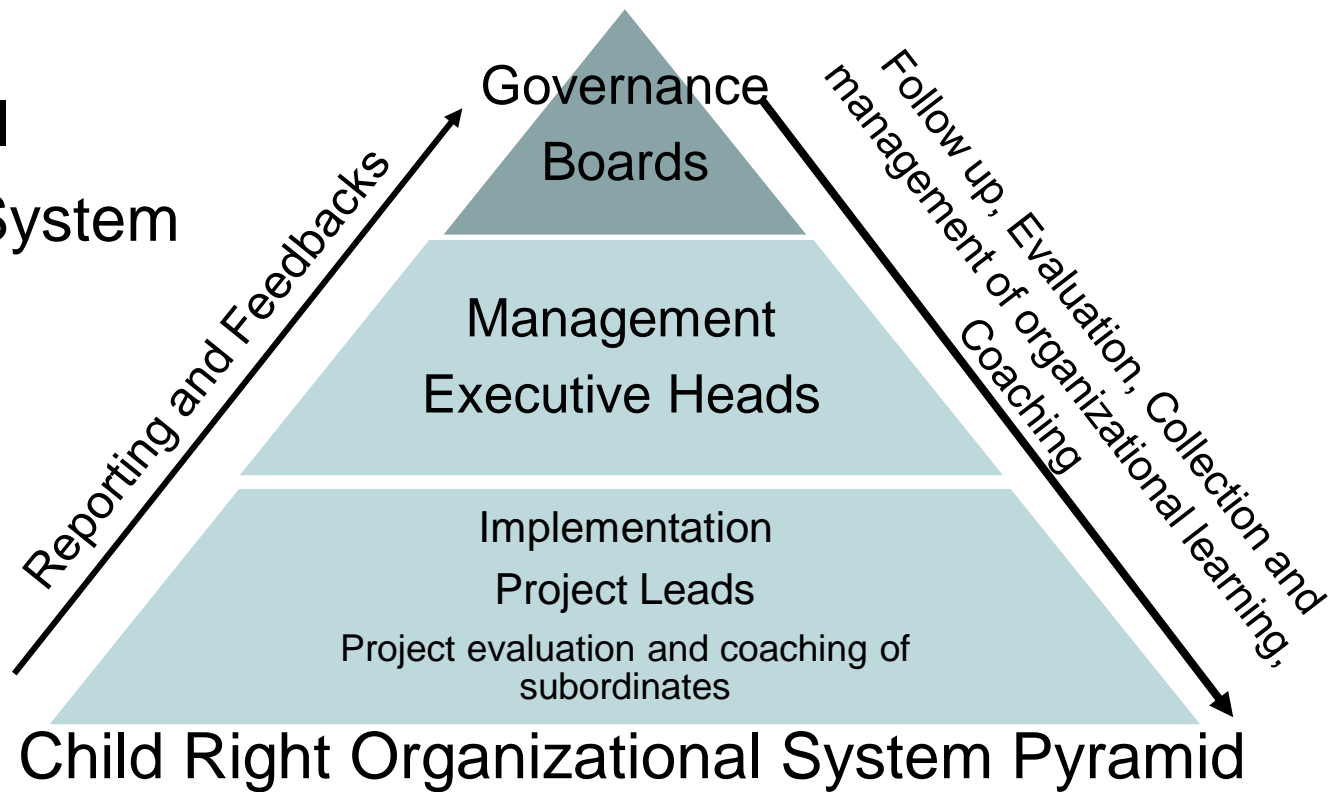 System
Governance
Boards
Management
Executive Heads
Implementation
Project Leads
Project evaluation and coaching of
subordinates
Reporting and Feedbacks
Follow up, Evaluation, Collection and
management of organizational learning,
Coaching
Child Right Organizational System Pyramid